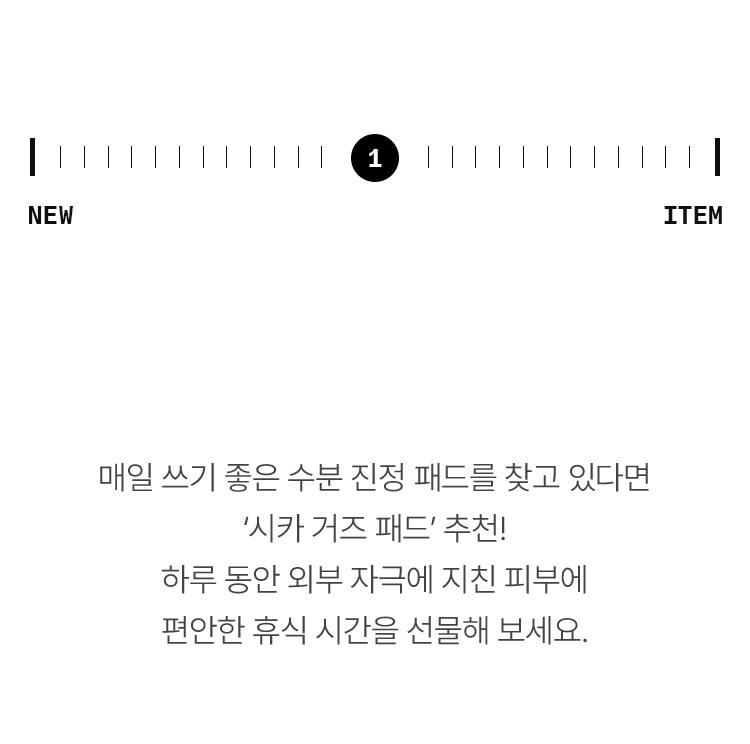 1
NEW
ITEM
매일 쓰기 좋은 수분 진정 패드를 찾고 있다면
‘시카 거즈 패드’ 추천!
하루 동안 외부 자극에 지친 피부에
편안한 휴식 시간을 선물해 보세요.